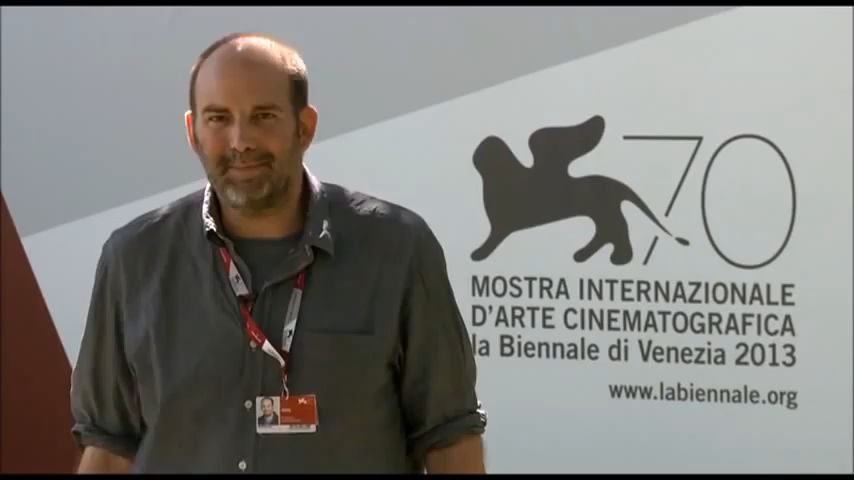 70
MOSTRA INTERNAZIONALE
D'ARTE CINEMATOGRAFICA
la Biennale di Venezia 2013
www.labiennale.org